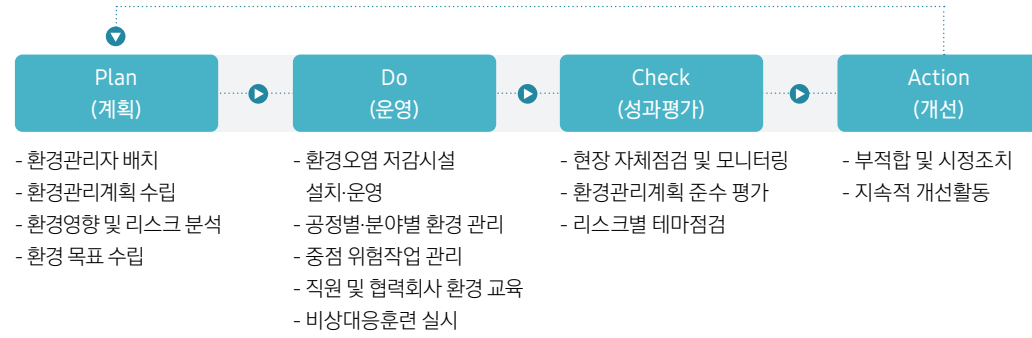 Plan
(계획)
- 환경관리자 배치
- 환경관리계획 수립
- 환경영향 및 리스크 분석
- 환경 목표 수립
Do
(운영)
- 환경오염 저감시설
설치·운영
- 공정별·분야별 환경 관리
- 중점 위험작업 관리
- 직원 및 협력회사 환경 교육
- 비상대응훈련 실시
Check
(성과평가)
- 현장 자체점검 및 모니터링
- 환경관리계획 준수 평가
- 리스크별 테마점검
Action
(개선)
- 부적합 및 시정조치
- 지속적 개선활동